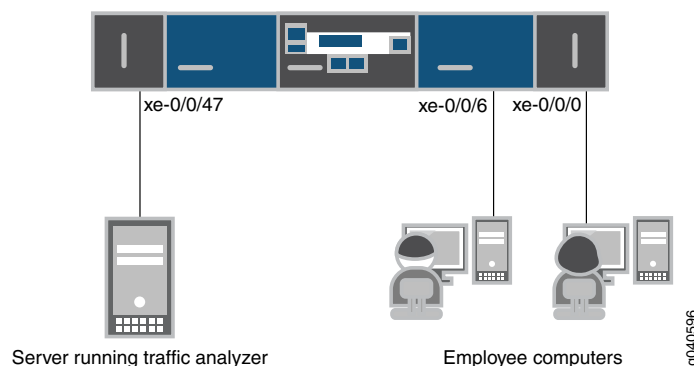 xe-0/0/47
xe-0/0/6
xe-0/0/0
Server running traffic analyzer
Employee computers
g040596